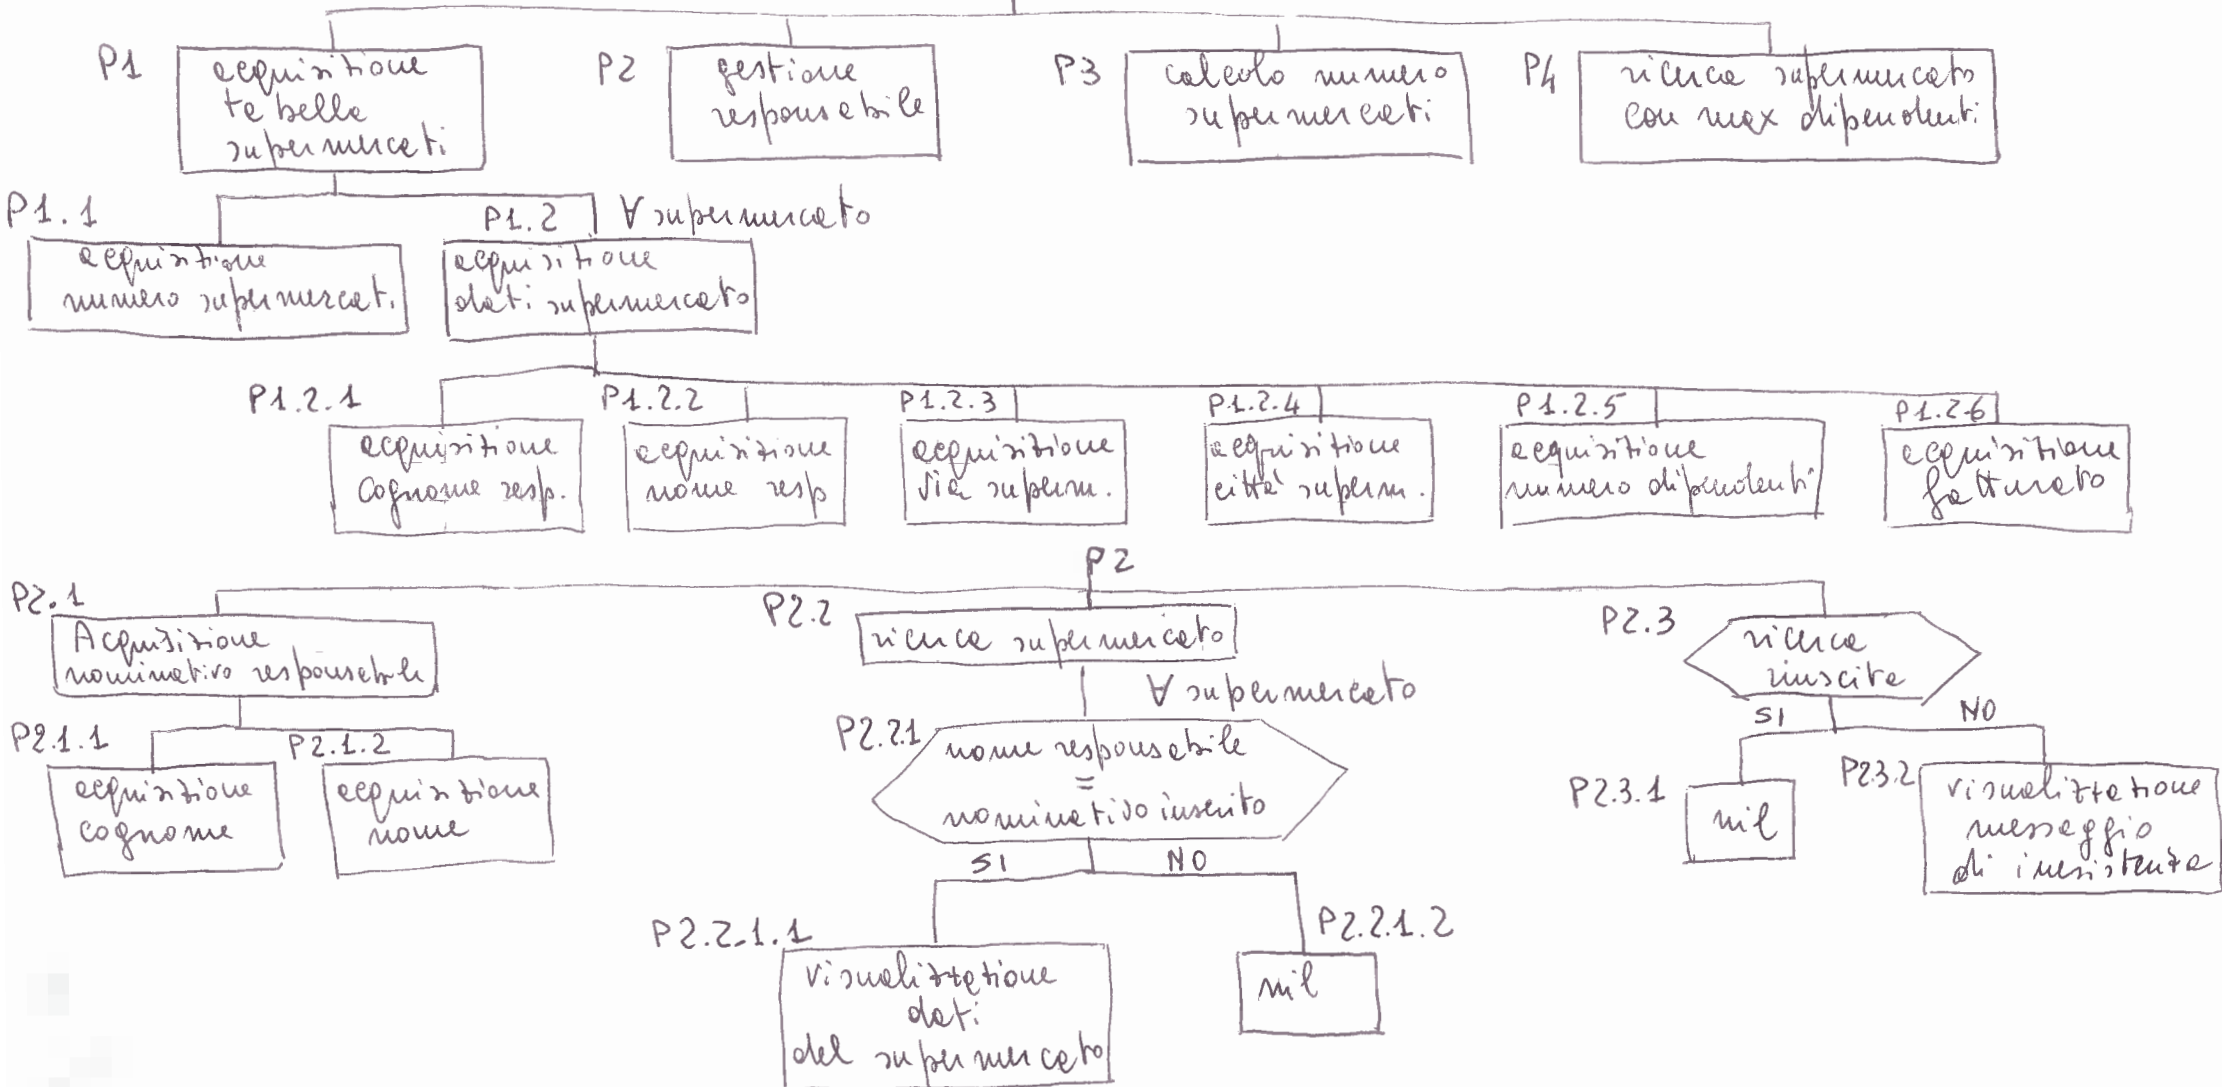 P1
acquisizione
tabella
supermercati
P2
gestione
responsabile
P3
calcolo numero
supermercati
P4
ricerca supermercato
con max dipendenti
P1.1
acquisizione
numero supermercati
P1.2
∀ supermercato
acquisizione
dati supermercato
P1.2.1
acquisizione
cognome resp.
P1.2.2
acquisizione
nome resp
P1.2.3
acquisizione
via superm.
P1.2.4
acquisizione
città superm.
P1.2.5
acquisizione
numero dipendenti
P1.2.6
acquisizione
fatturato
P2
P2.1
Acquisizione
nominativo responsabile
P2.1.1
acquisizione
cognome
P2.1.2
acquisizione
nome
P2.2
ricerca supermercato
∀ supermercato
P2.2.1
nome responsabile
=
nominativo inserito
SI
NO
P2.2.1.1
visualizzazione
dati
del supermercato
P2.2.1.2
nil
P2.3
ricerca
riuscita
SI
NO
P2.3.1
nil
P2.3.2
visualizzazione
messaggio
di inesistenza